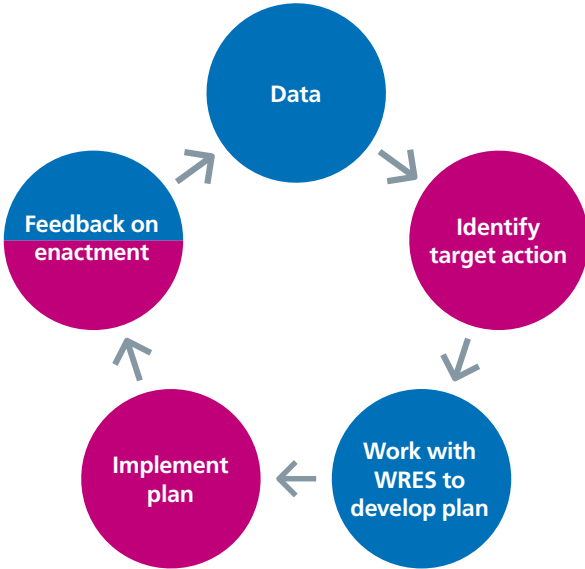 Data
Identify
target action
Work with
WRES to
develop plan
Implement
plan
Feedback on
enactment